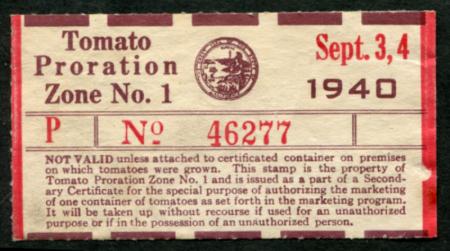 Tomato
Proration
Zone No. 1
Sept. 3, 4
1940
P No 46277
NOT VALID unless attached to certificated container on premises
on which tomatoes were grown. This stamp is the property of
Tomato Proration Zone No. 1 and is issued as a part of a Second-
ary Certificate for the special purpose of authorizing the marketing
of one container of tomatoes as set forth in the marketing program.
It will be taken up without recourse if used for an unauthorized
purpose or if in the possession of an unauthorized person.